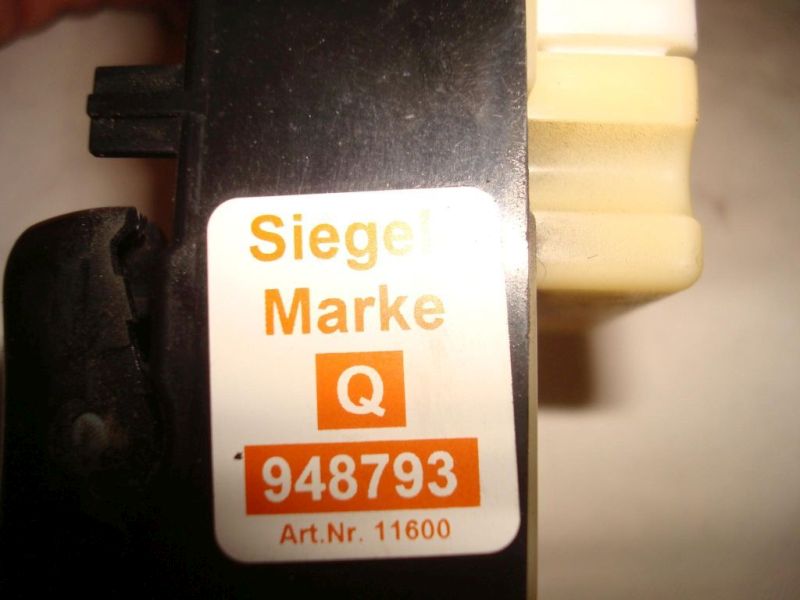 Siegel
Marke
Q
948793
Art.Nr. 11600